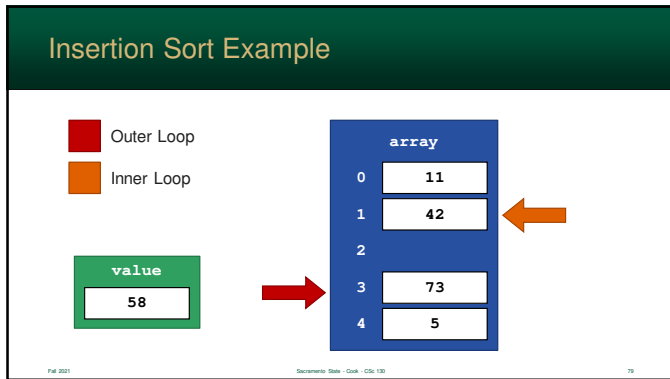 Insertion Sort Example
Outer Loop
Inner Loop
array
0 11
1 42
2
3 73
4 5
value
58
Fall 2021 Sacramento State - Cook - CSc 130 79